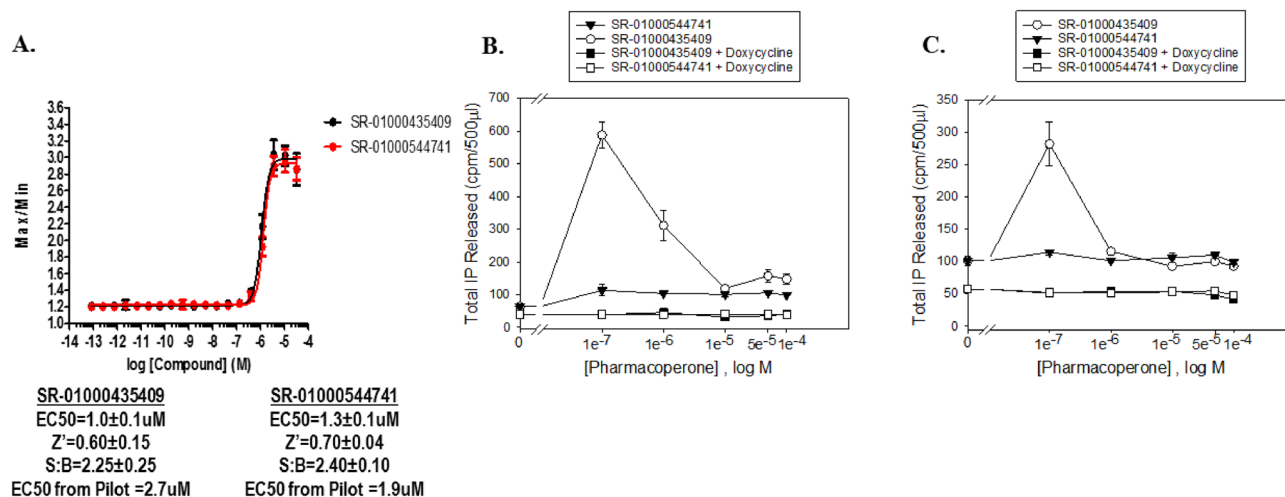 A.
3.6
3.4
3.2
3.0
2.8
2.6
2.4
2.2
2.0
1.8
1.6
1.4
1.2
1.0
Max/Min
-14 -13 -12 -11 -10 -9 -8 -7 -6 -5 -4
log [Compound] (M)
SR-01000435409
SR-01000544741
SR-01000435409
EC50=1.0±0.1uM
Z'=0.60±0.15
S:B=2.25±0.25
EC50 from Pilot =2.7uM
SR-01000544741
EC50=1.3±0.1uM
Z'=0.70±0.04
S:B=2.40±0.10
EC50 from Pilot =1.9uM
B.
SR-01000544741
SR-01000435409
SR-01000435409 + Doxycycline
SR-01000544741 + Doxycycline
700
600
500
400
300
200
100
0
Total IP Released (cpm/500µl)
0 1e-7 1e-6 1e-5 5e-5 1e-4
[Pharmacoperone] , log M
C.
SR-01000435409
SR-01000544741
SR-01000435409 + Doxycycline
SR-01000544741 + Doxycycline
350
300
250
200
150
100
50
0
Total IP Released (cpm/500µl)
0 1e-7 1e-6 1e-5 5e-5 1e-4
[Pharmacoperone] , log M